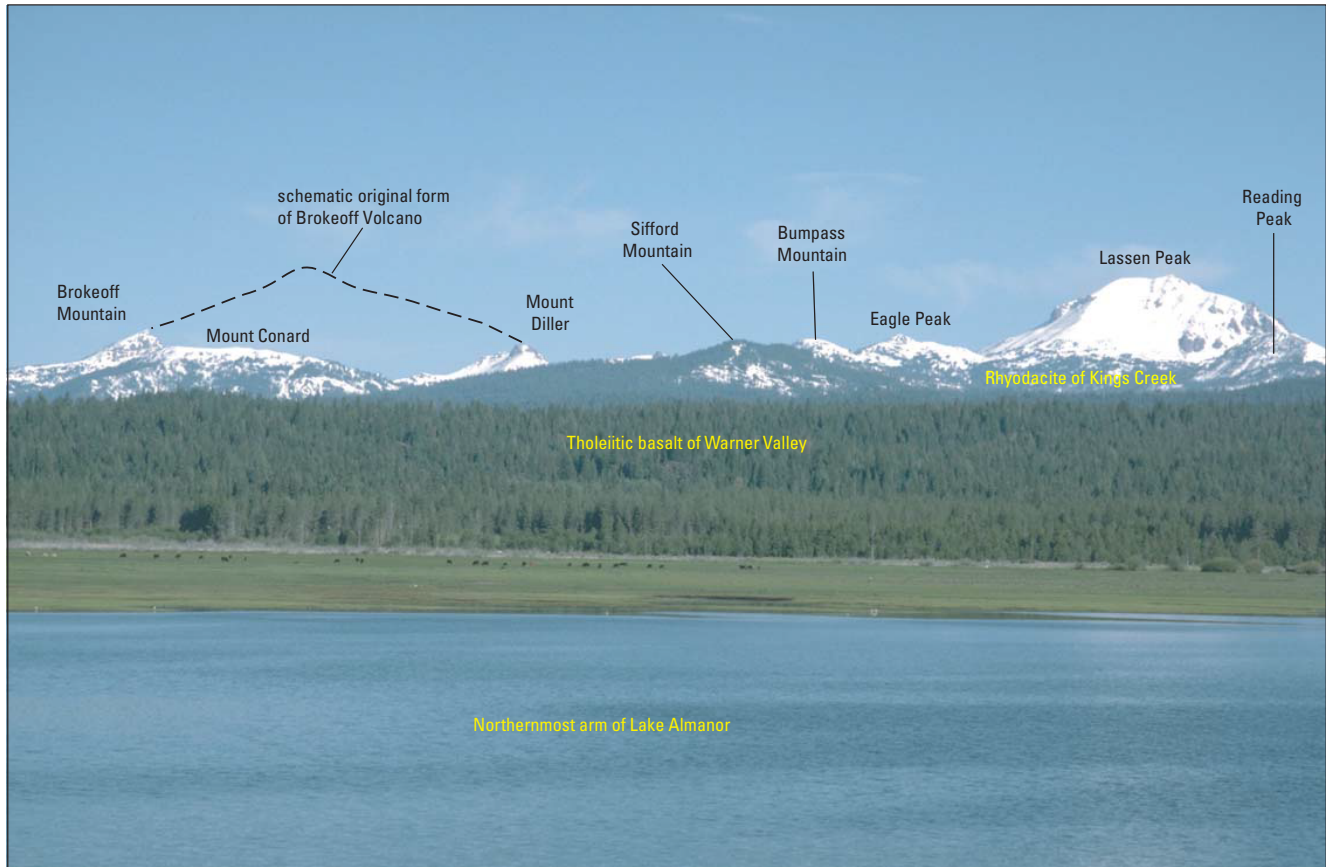 schematic original form
of Brokeoff Volcano
Brokeoff
Mountain
Mount Conard
Mount
Diller
Sifford
Mountain
Bumpass
Mountain
Eagle Peak
Lassen Peak
Reading
Peak
Rhyodacite of Kings Creek
Tholeiitic basalt of Warner Valley
Northernmost arm of Lake Almanor